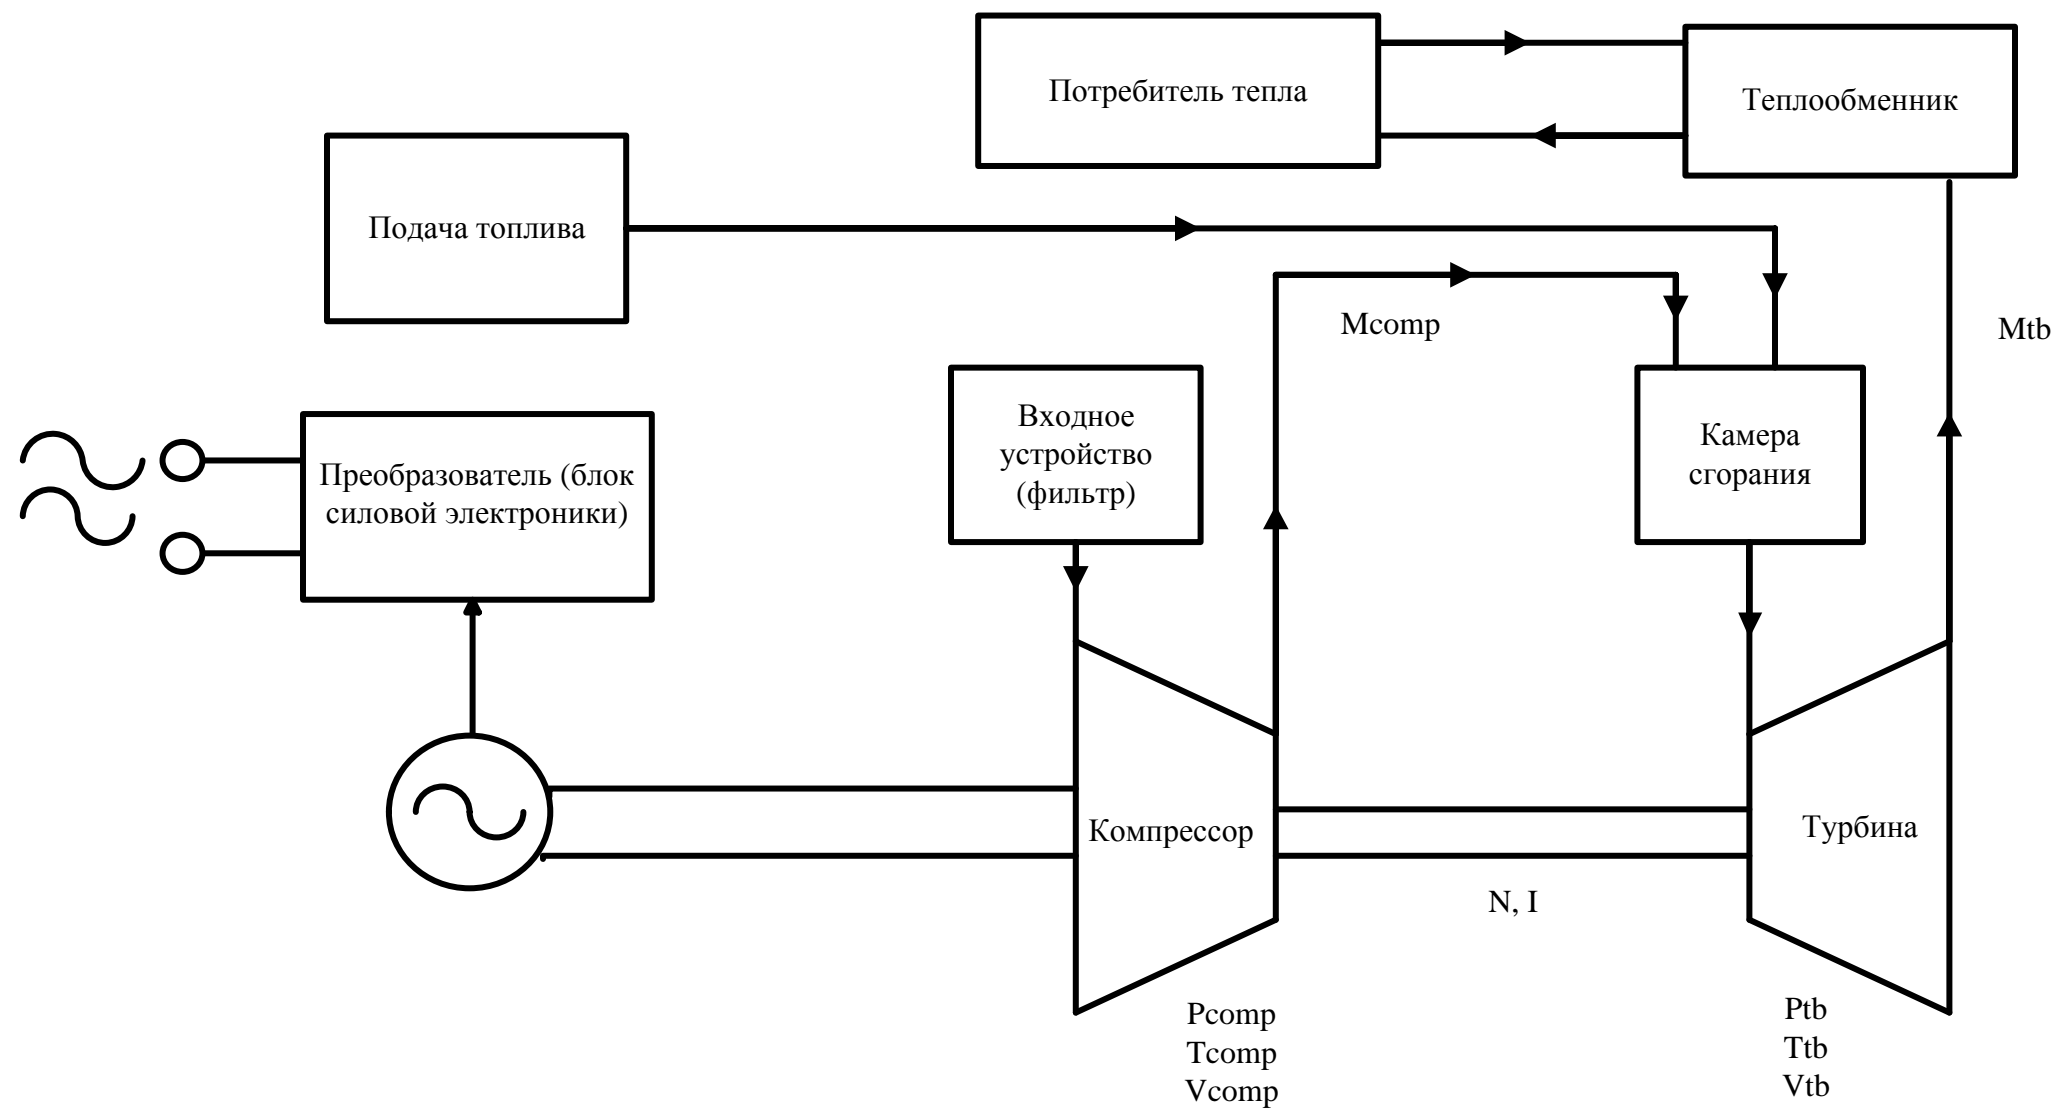 Потребитель тепла
Теплообменник
Подача топлива
Mcomp
Mtb
Входное
устройство
(фильтр)
Камера
сгорания
Преобразователь (блок
силовой электроники)
Компрессор
Турбина
N, I
Pcomp
Tcomp
Vcomp
Ptb
Ttb
Vtb